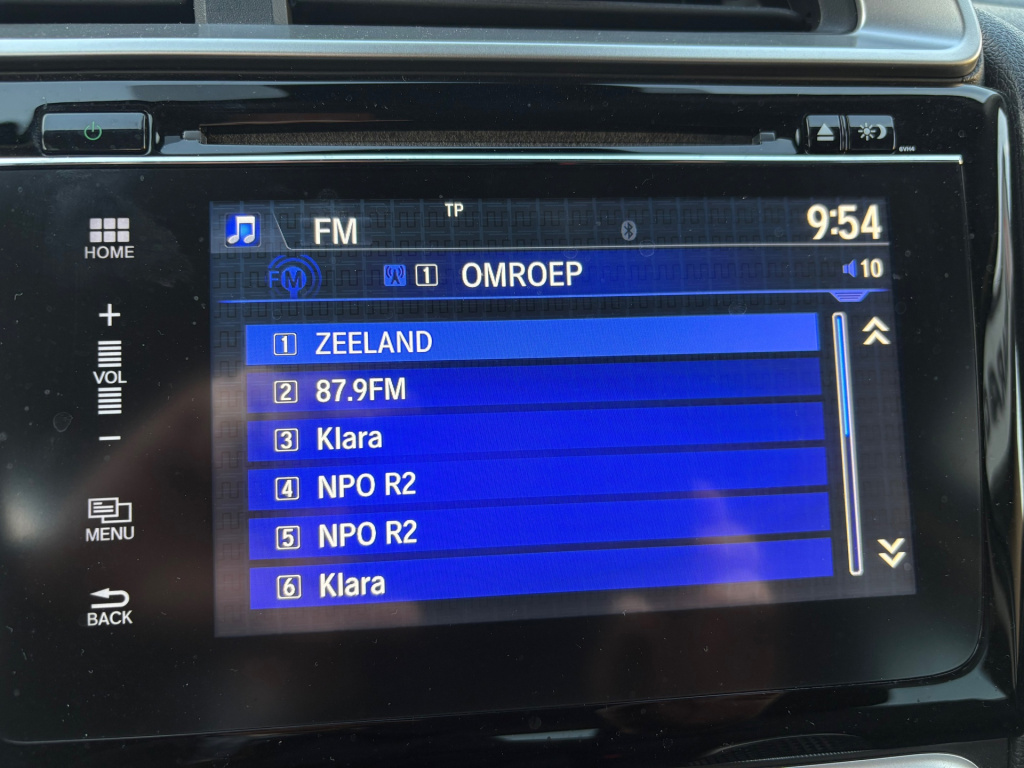 6VH4
HOME
+
VOL
−
MENU
BACK
FM TP 9:54
FM 1 OMROEP 10
1 ZEELAND
2 87.9FM
3 Klara
4 NPO R2
5 NPO R2
6 Klara